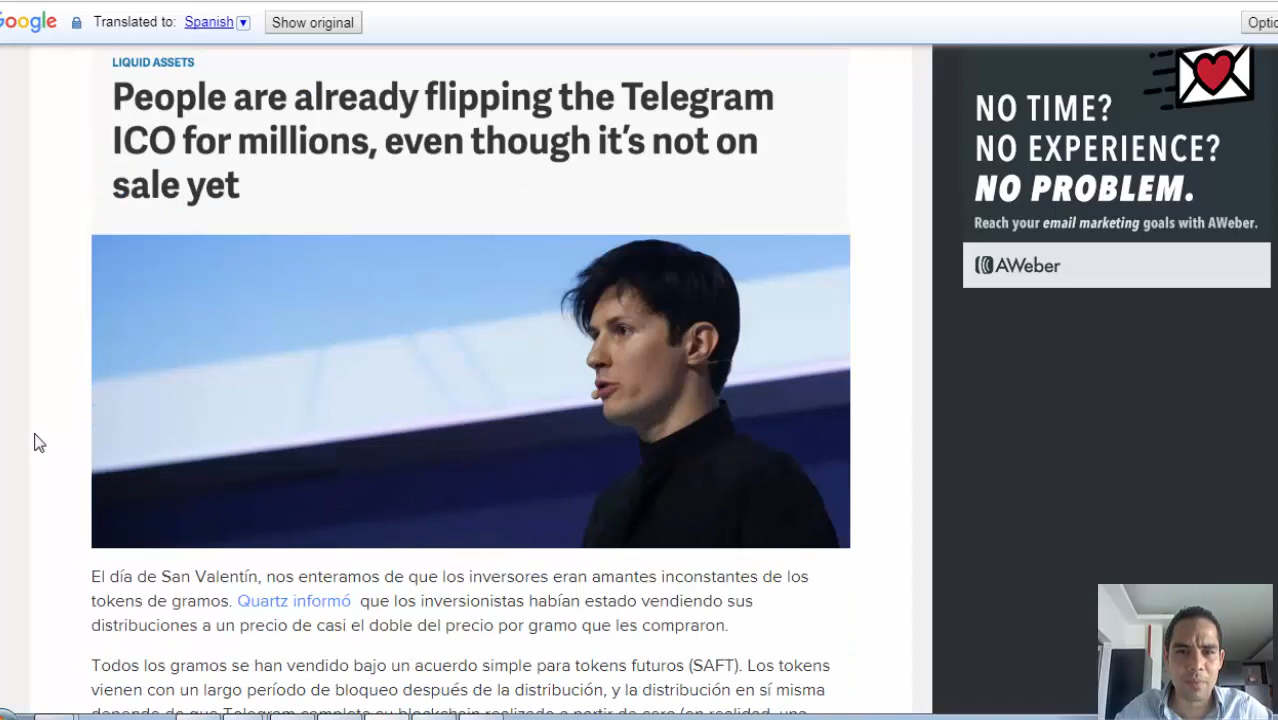 Google Translated to: Spanish ▼ Show original
LIQUID ASSETS
People are already flipping the Telegram
ICO for millions, even though it's not on
sale yet
El día de San Valentín, nos enteramos de que los inversores eran amantes inconstantes de los
tokens de gramos. Quartz informó que los inversionistas habían estado vendiendo sus
distribuciones a un precio de casi el doble del precio por gramo que les compraron.
Todos los gramos se han vendido bajo un acuerdo simple para tokens futuros (SAFT). Los tokens
vienen con un largo período de bloqueo después de la distribución, y la distribución en sí misma
NO TIME?
NO EXPERIENCE?
NO PROBLEM.
Reach your email marketing goals with AWeber.
AWeber